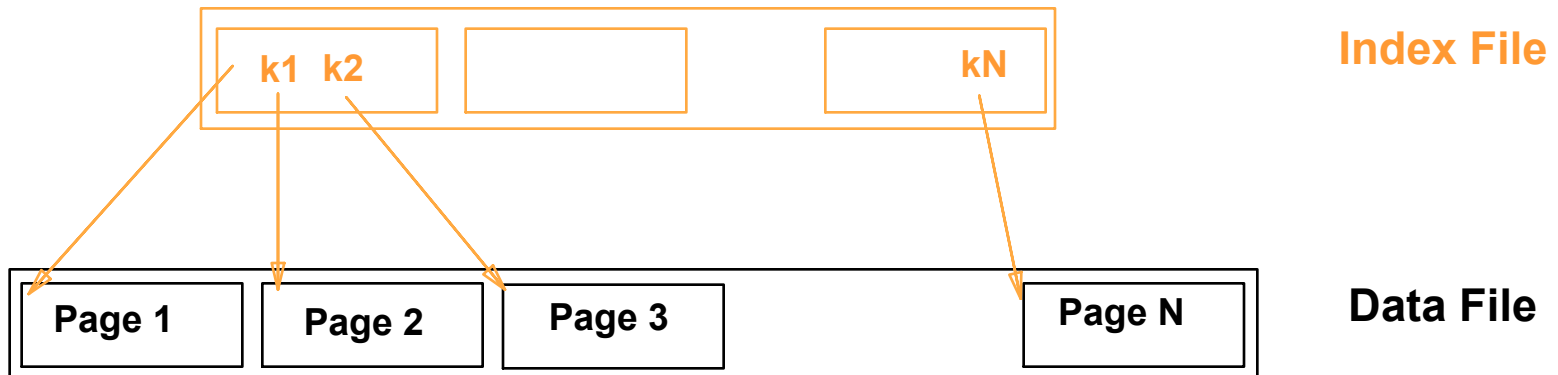 k1 k2
kN
Index File
Page 1
Page 2
Page 3
Page N
Data File